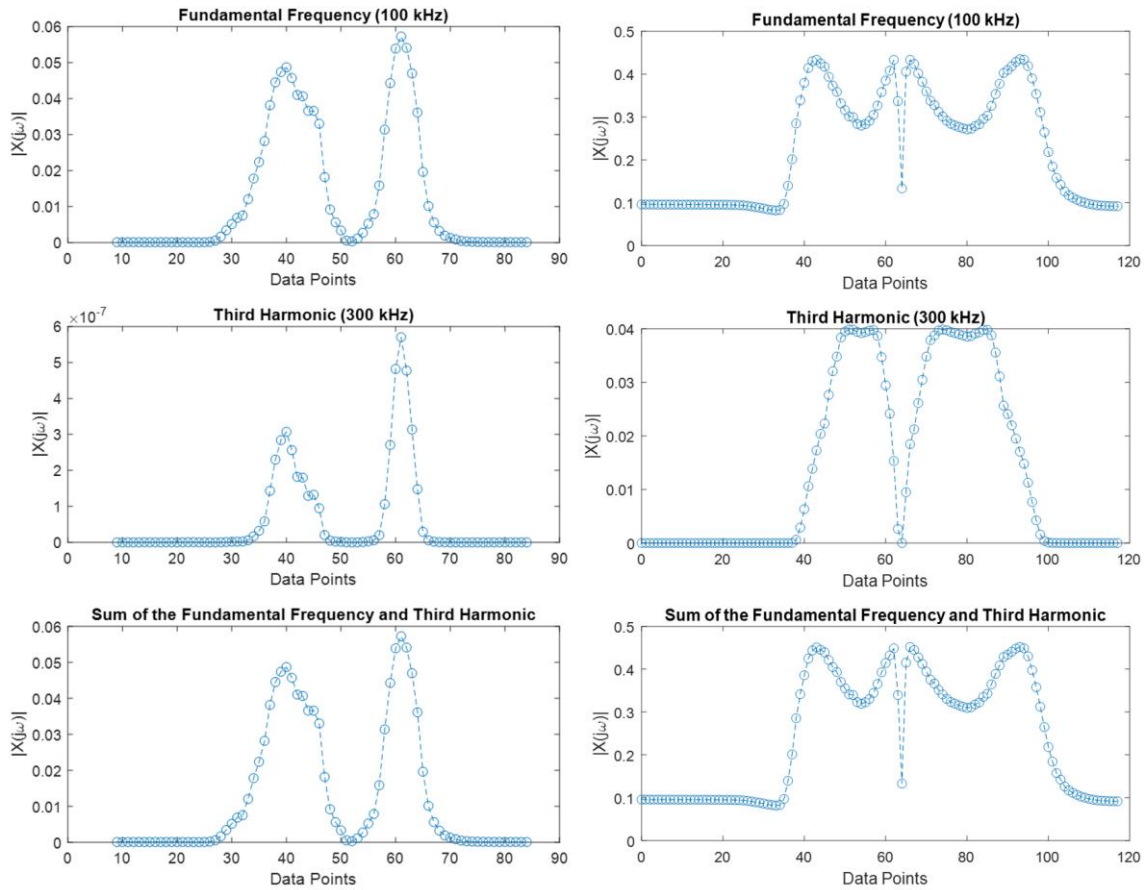 Fundamental Frequency (100 kHz)
0.06
0.05
0.04
0.03
0.02
0.01
0
|X(jω)|
0 10 20 30 40 50 60 70 80 90
Data Points
Fundamental Frequency (100 kHz)
0.5
0.4
0.3
0.2
0.1
0
|X(jω)|
0 20 40 60 80 100 120
Data Points
Third Harmonic (300 kHz)
×10⁻⁷
6
5
4
3
2
1
0
|X(jω)|
0 10 20 30 40 50 60 70 80 90
Data Points
Third Harmonic (300 kHz)
0.04
0.03
0.02
0.01
0
|X(jω)|
0 20 40 60 80 100 120
Data Points
Sum of the Fundamental Frequency and Third Harmonic
0.06
0.05
0.04
0.03
0.02
0.01
0
|X(jω)|
0 10 20 30 40 50 60 70 80 90
Data Points
Sum of the Fundamental Frequency and Third Harmonic
0.5
0.4
0.3
0.2
0.1
0
|X(jω)|
0 20 40 60 80 100 120
Data Points